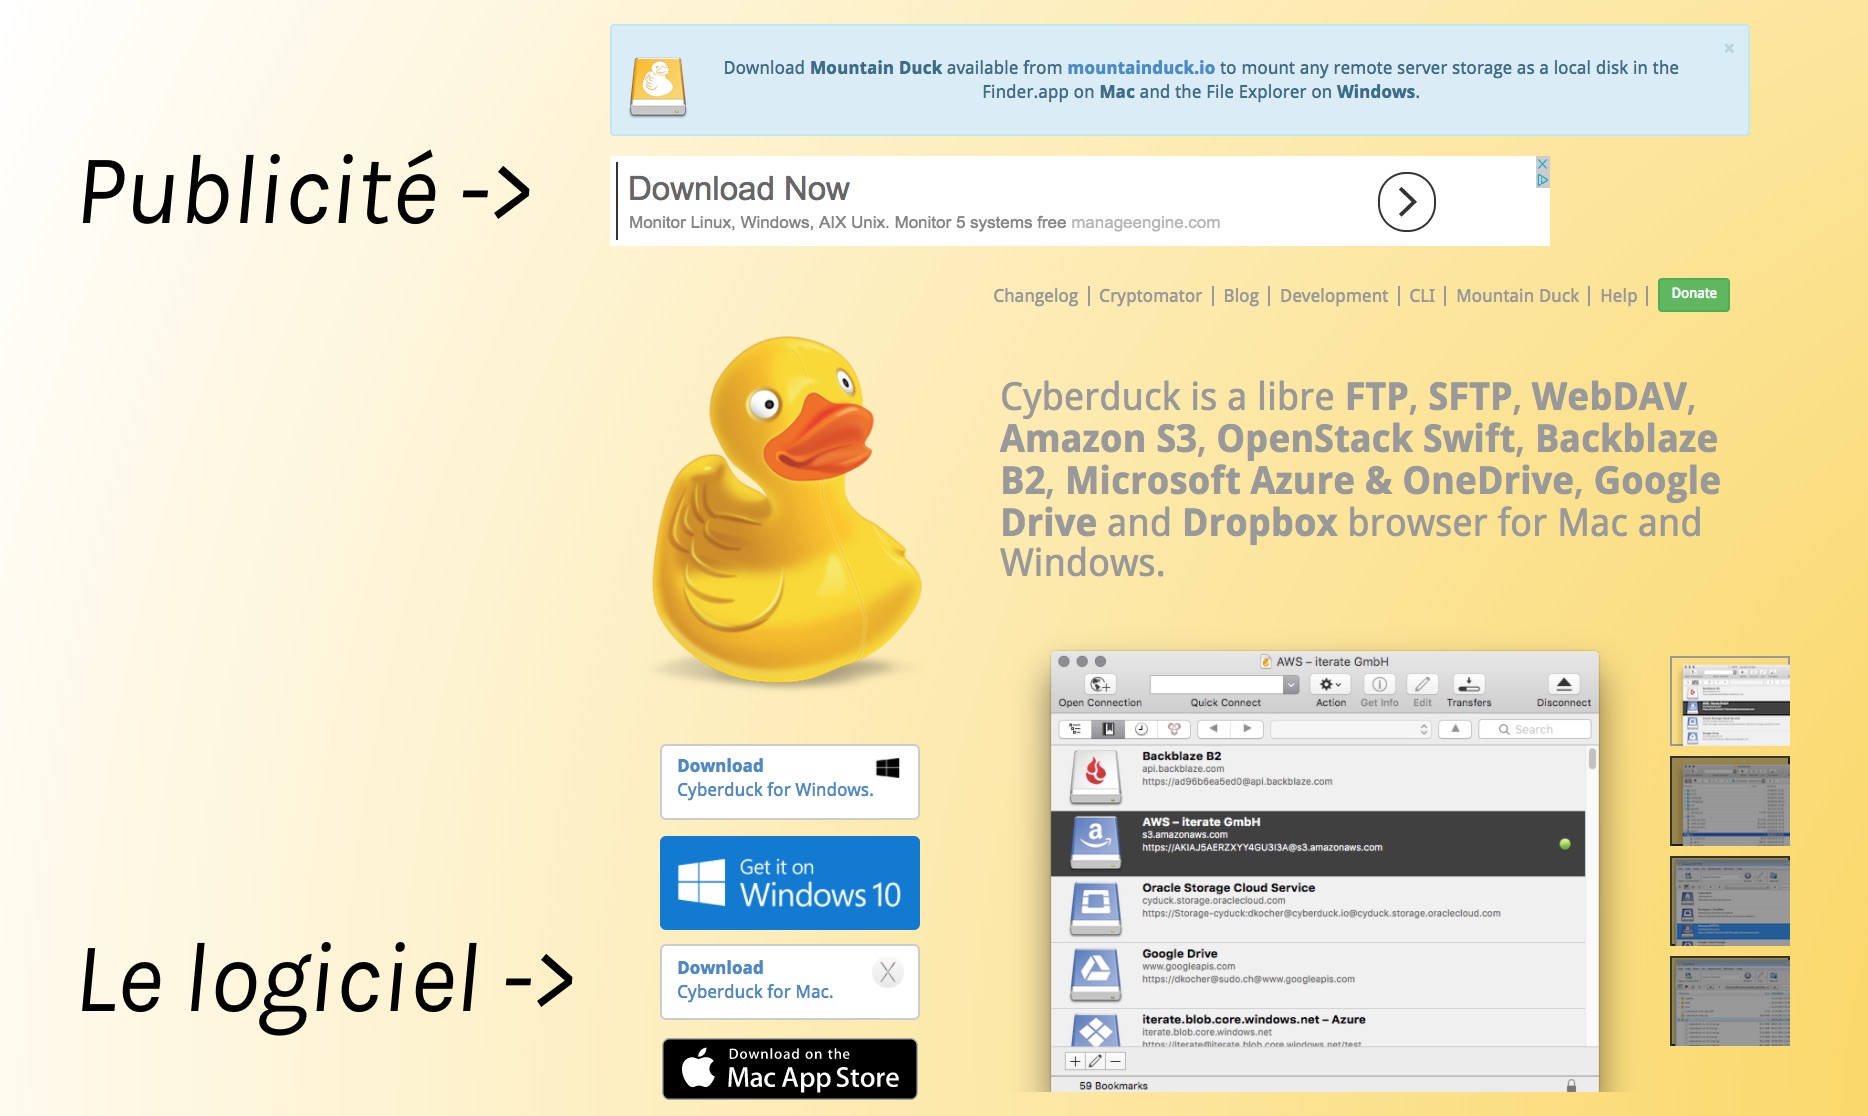 Download Mountain Duck available from mountainduck.io to mount any remote server storage as a local disk in the
Finder.app on Mac and the File Explorer on Windows.
×
Publicité ->
Download Now
Monitor Linux, Windows, AIX Unix. Monitor 5 systems free manageengine.com
Changelog | Cryptomator | Blog | Development | CLI | Mountain Duck | Help | Donate
Cyberduck is a libre FTP, SFTP, WebDAV,
Amazon S3, OpenStack Swift, Backblaze
B2, Microsoft Azure & OneDrive, Google
Drive and Dropbox browser for Mac and
Windows.
Download
Cyberduck for Windows.
Get it on
Windows 10
Le logiciel ->
Download
Cyberduck for Mac.
Download on the
Mac App Store
AWS – iterate GmbH
Open Connection Quick Connect Action Get Info Edit Transfers Disconnect
Search
Backblaze B2
api.backblaze.com
https://ad96b6ea5ed0@api.backblaze.com
AWS – iterate GmbH
s3.amazonaws.com
https://AKIAJ5AERZXYY4GU3I3A@s3.amazonaws.com
Oracle Storage Cloud Service
cyduck.storage.oraclecloud.com
https://Storage-cyduck:dkocher@cyberduck.io@cyduck.storage.oraclecloud.com
Google Drive
www.googleapis.com
https://dkocher@sudo.ch@www.googleapis.com
iterate.blob.core.windows.net – Azure
iterate.blob.core.windows.net
https://iterate@iterate.blob.core.windows.net/test
59 Bookmarks